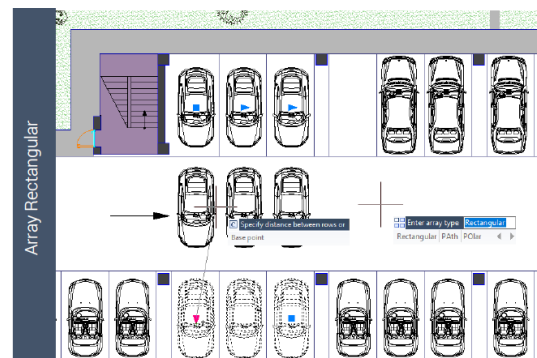 Array Rectangular
Specify distance between rows or
Base point
Enter array type
Rectangular
Rectangular PAth POlar